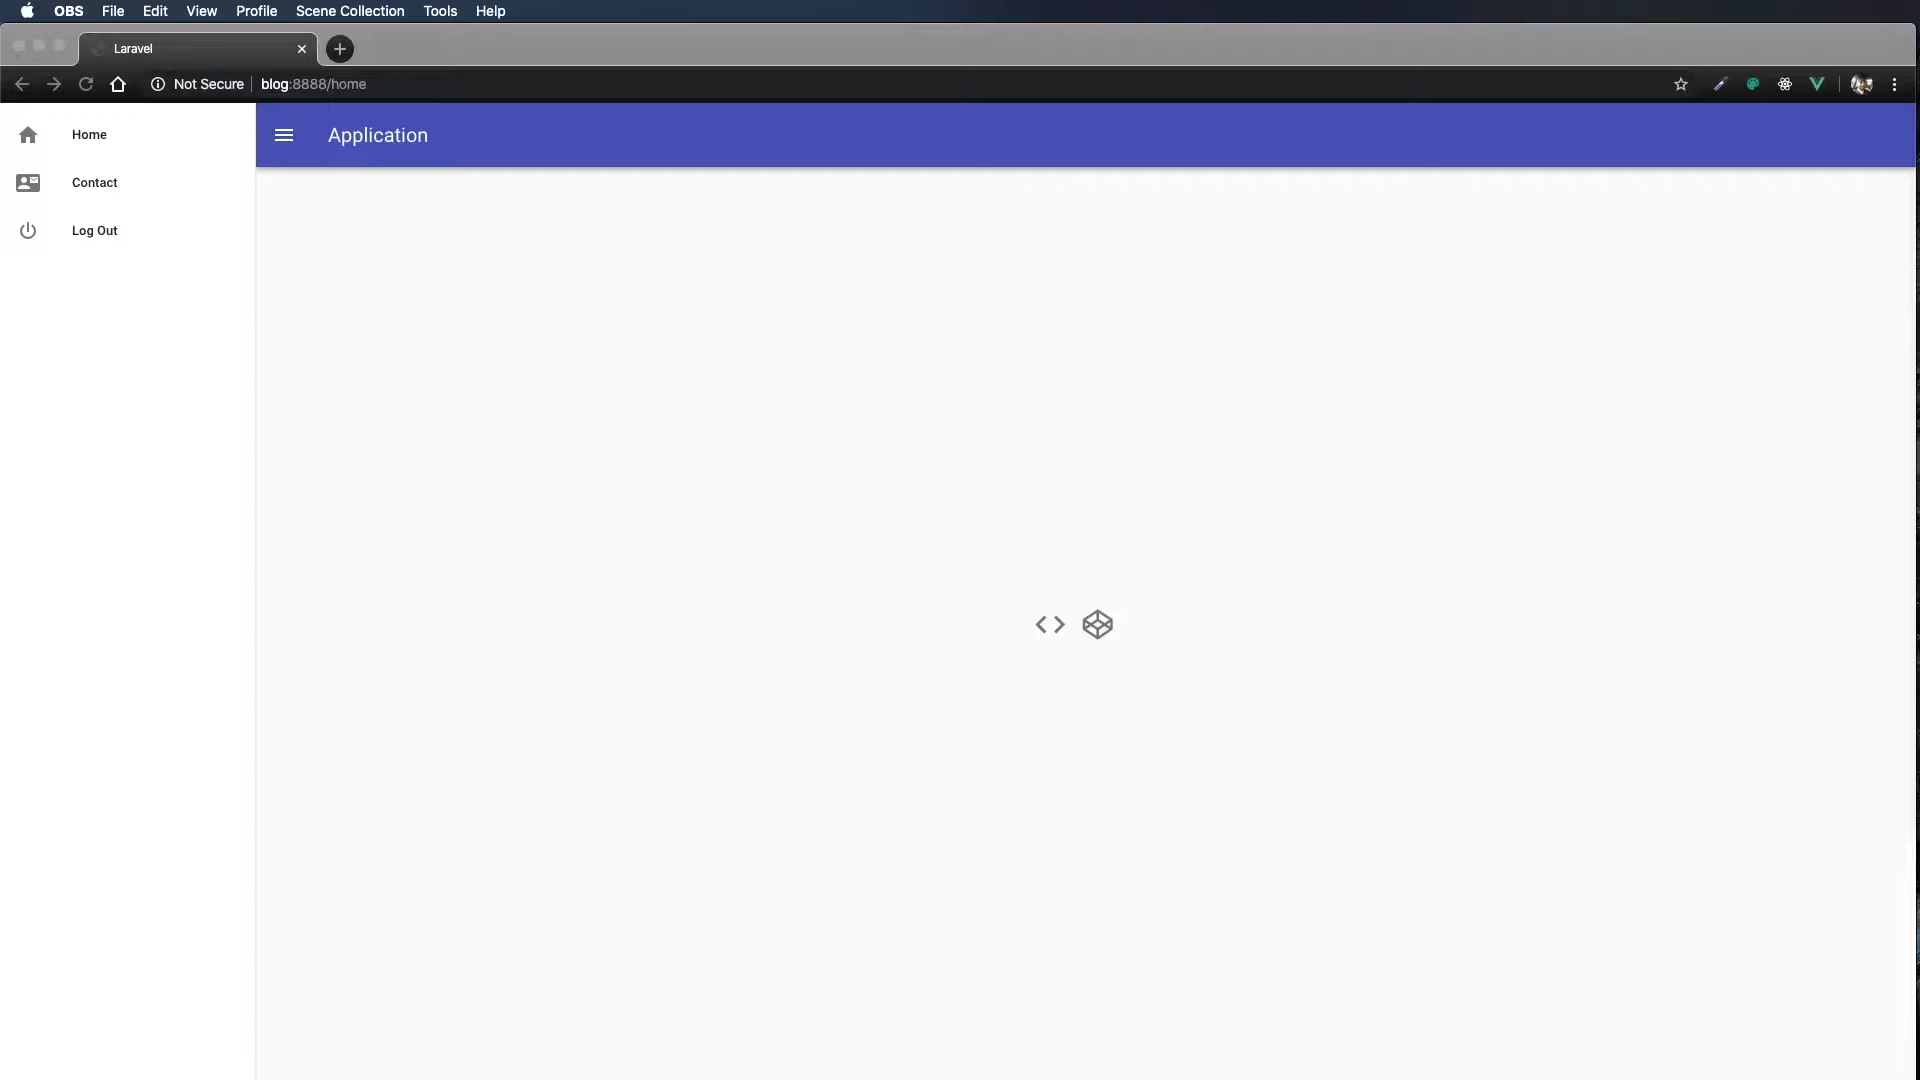 OBS File Edit View Profile Scene Collection Tools Help
Laravel
Not Secure blog:8888/home
Home
Application
Contact
Log Out